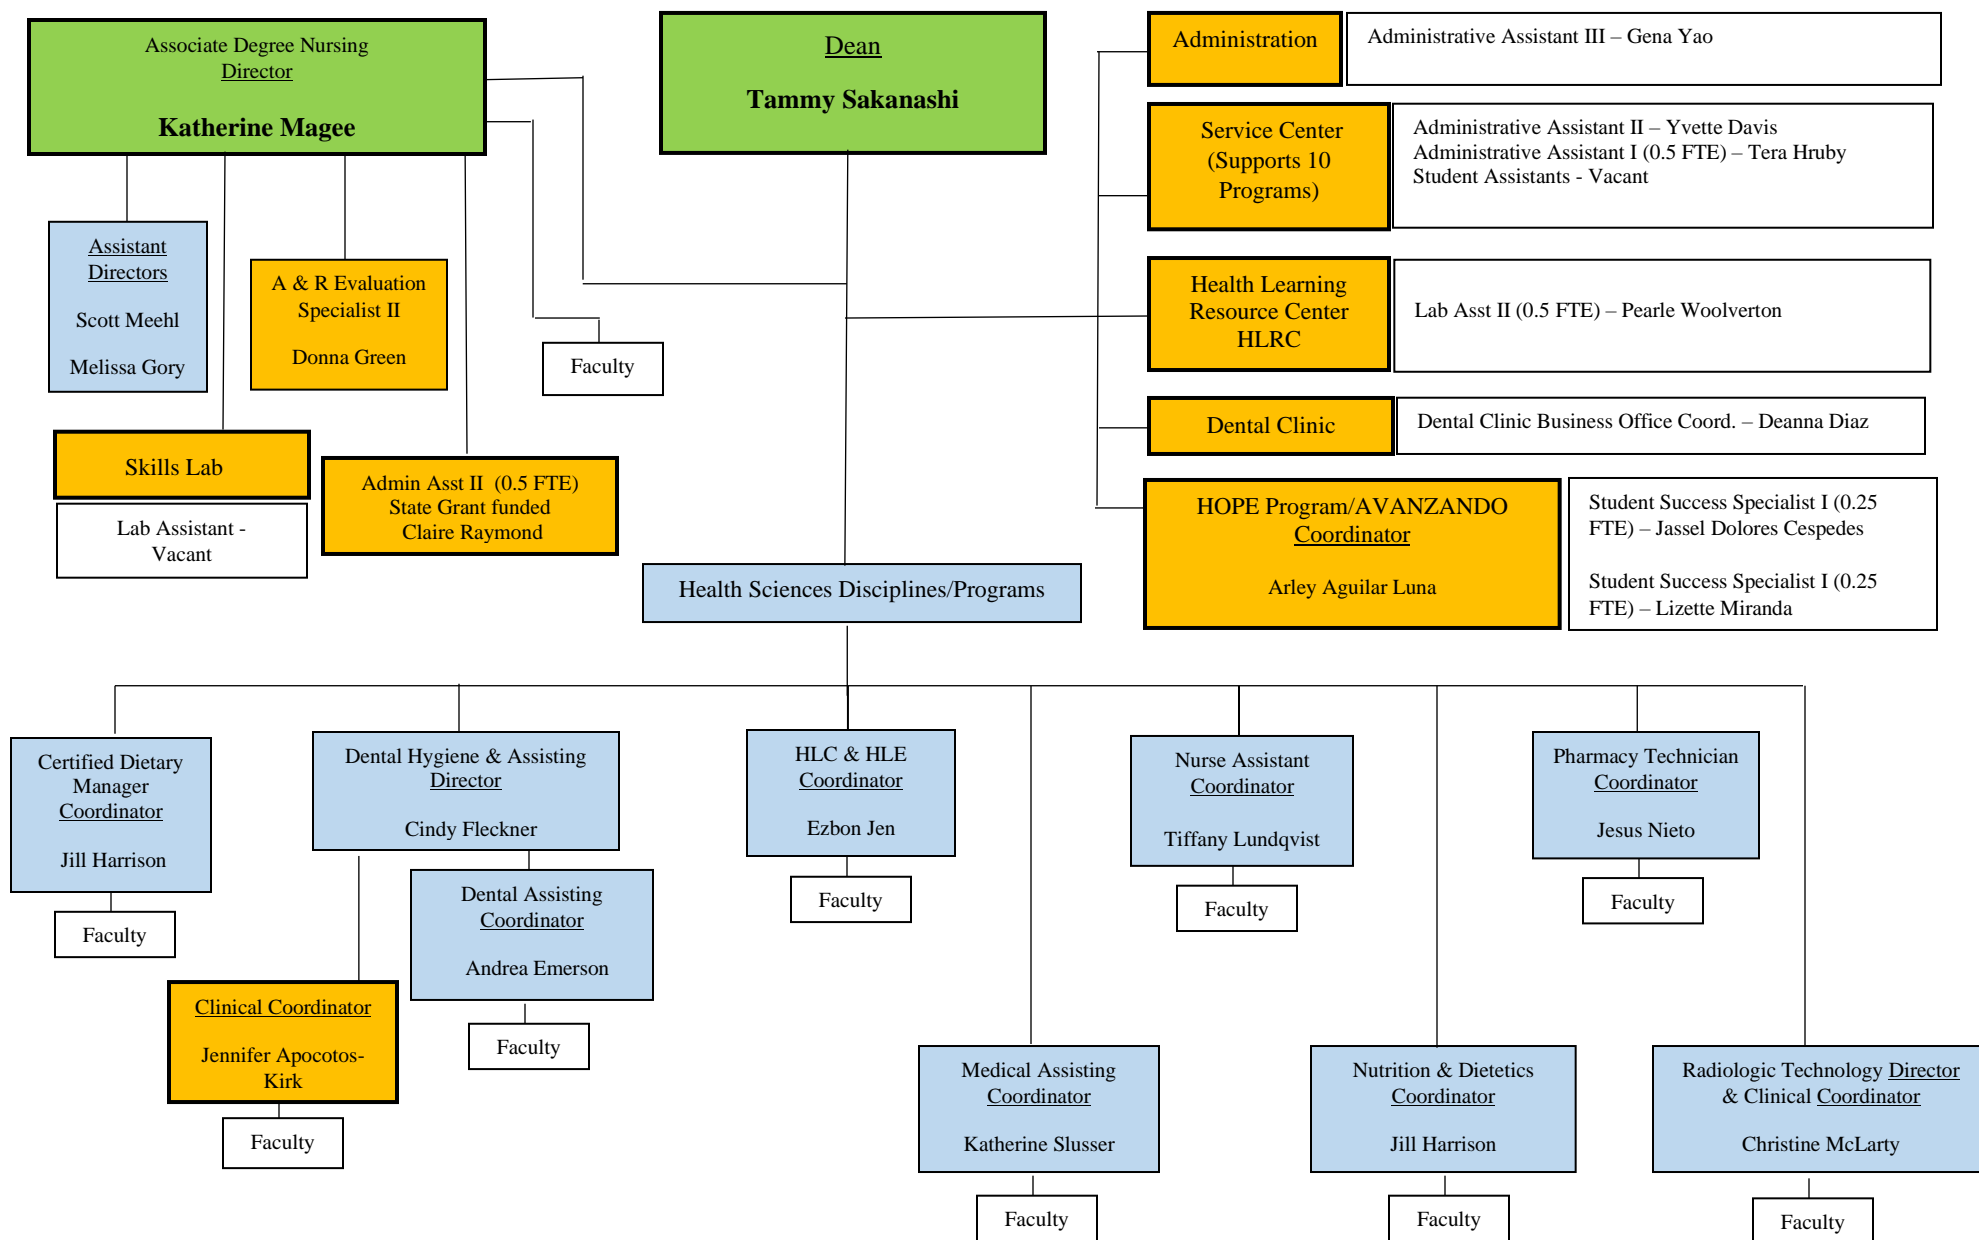 Associate Degree Nursing
Director
Katherine Magee
Dean
Tammy Sakanashi
Administration
Administrative Assistant III – Gena Yao
Service Center
(Supports 10
Programs)
Administrative Assistant II – Yvette Davis
Administrative Assistant I (0.5 FTE) – Tera Hruby
Student Assistants - Vacant
Assistant
Directors
Scott Meehl
Melissa Gory
A & R Evaluation
Specialist II
Donna Green
Faculty
Health Learning
Resource Center
HLRC
Lab Asst II (0.5 FTE) – Pearle Woolverton
Dental Clinic
Dental Clinic Business Office Coord. – Deanna Diaz
Skills Lab
Lab Assistant -
Vacant
Admin Asst II  (0.5 FTE)
State Grant funded
Claire Raymond
HOPE Program/AVANZANDO
Coordinator
Arley Aguilar Luna
Student Success Specialist I (0.25
FTE) – Jassel Dolores Cespedes
Student Success Specialist I (0.25
FTE) – Lizette Miranda
Health Sciences Disciplines/Programs
Certified Dietary
Manager
Coordinator
Jill Harrison
Faculty
Dental Hygiene & Assisting
Director
Cindy Fleckner
Dental Assisting
Coordinator
Andrea Emerson
Faculty
Clinical Coordinator
Jennifer Apocotos-
Kirk
Faculty
HLC & HLE
Coordinator
Ezbon Jen
Faculty
Medical Assisting
Coordinator
Katherine Slusser
Faculty
Nurse Assistant
Coordinator
Tiffany Lundqvist
Faculty
Nutrition & Dietetics
Coordinator
Jill Harrison
Faculty
Pharmacy Technician
Coordinator
Jesus Nieto
Faculty
Radiologic Technology Director
& Clinical Coordinator
Christine McLarty
Faculty